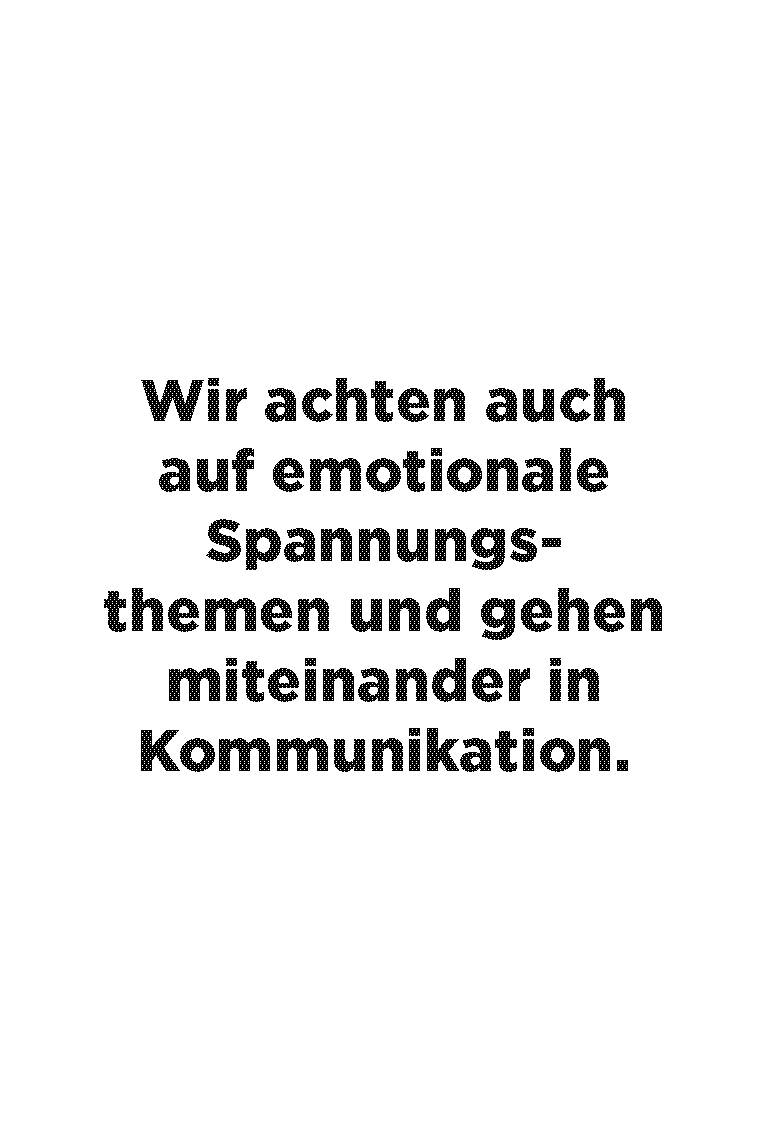 Wir achten auch
auf emotionale
Spannungs-
themen und gehen
miteinander in
Kommunikation.